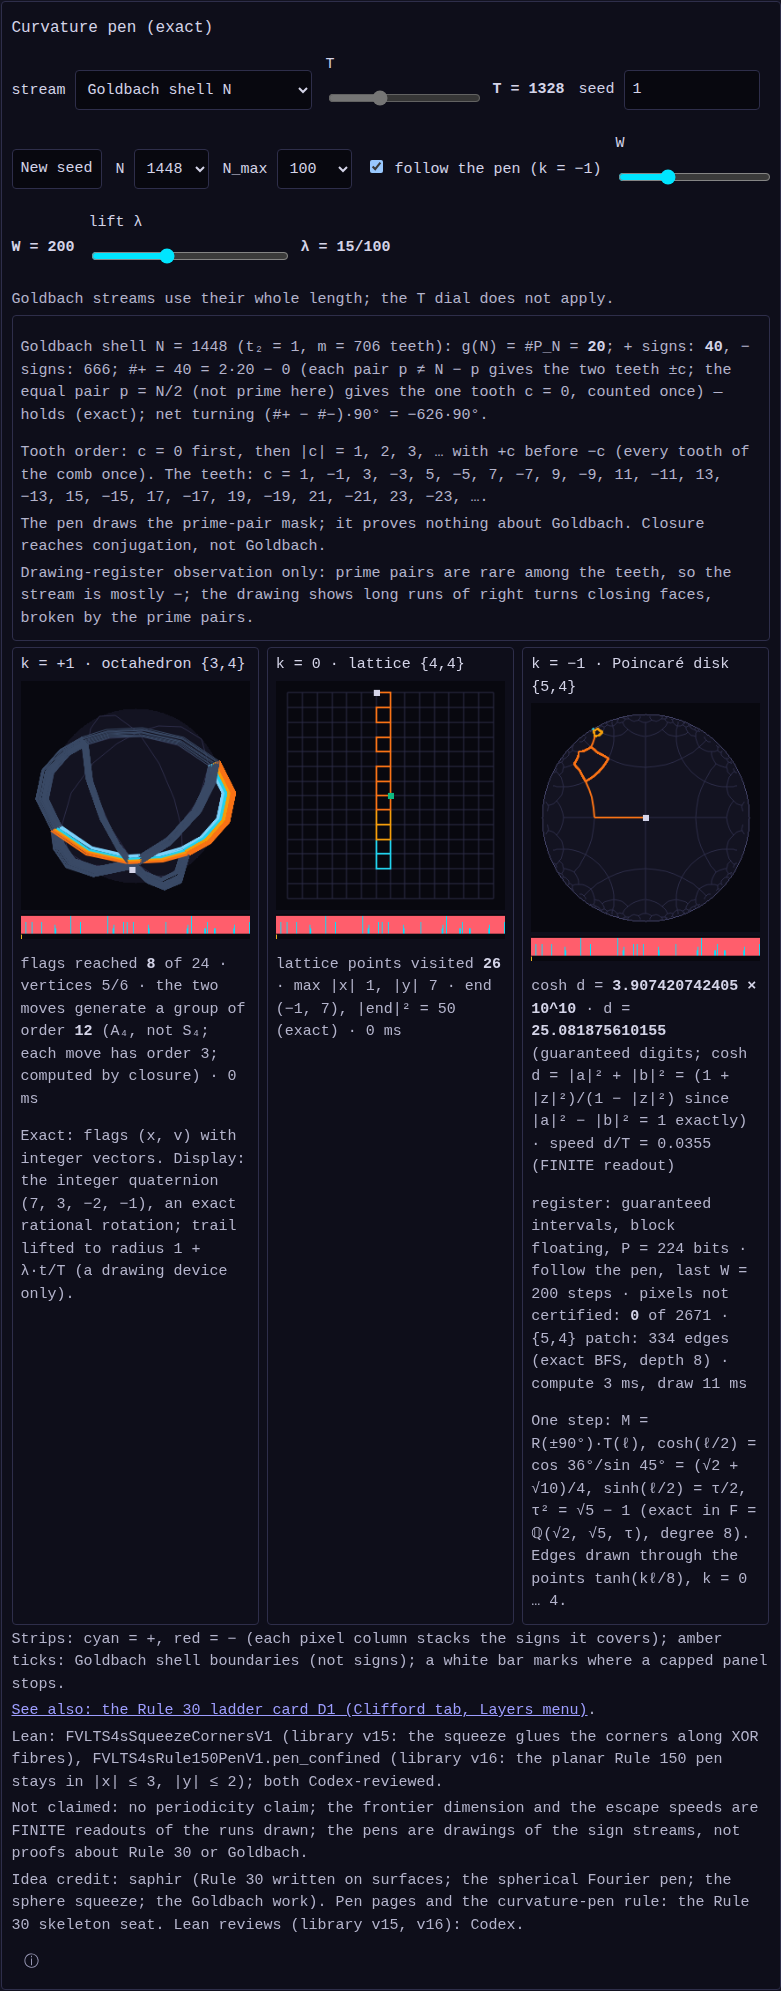 Curvature pen (exact)
T
stream Goldbach shell N T = 1328 seed 1
W
New seed N 1448 N_max 100 follow the pen (k = −1)
lift λ
W = 200 λ = 15/100
Goldbach streams use their whole length; the T dial does not apply.
Goldbach shell N = 1448 (t₂ = 1, m = 706 teeth): g(N) = #P_N = 20; + signs: 40, −
signs: 666; #+ = 40 = 2·20 − 0 (each pair p ≠ N − p gives the two teeth ±c; the
equal pair p = N/2 (not prime here) gives the one tooth c = 0, counted once) —
holds (exact); net turning (#+ − #−)·90° = −626·90°.
Tooth order: c = 0 first, then |c| = 1, 2, 3, … with +c before −c (every tooth of
the comb once). The teeth: c = 1, −1, 3, −3, 5, −5, 7, −7, 9, −9, 11, −11, 13,
−13, 15, −15, 17, −17, 19, −19, 21, −21, 23, −23, ….
The pen draws the prime-pair mask; it proves nothing about Goldbach. Closure
reaches conjugation, not Goldbach.
Drawing-register observation only: prime pairs are rare among the teeth, so the
stream is mostly −; the drawing shows long runs of right turns closing faces,
broken by the prime pairs.
k = +1 · octahedron {3,4}
flags reached 8 of 24 ·
vertices 5/6 · the two
moves generate a group of
order 12 (A₄, not S₄;
each move has order 3;
computed by closure) · 0
ms
Exact: flags (x, v) with
integer vectors. Display:
the integer quaternion
(7, 3, −2, −1), an exact
rational rotation; trail
lifted to radius 1 +
λ·t/T (a drawing device
only).
k = 0 · lattice {4,4}
lattice points visited 26
· max |x| 1, |y| 7 · end
(−1, 7), |end|² = 50
(exact) · 0 ms
k = −1 · Poincaré disk
{5,4}
cosh d = 3.907420742405 ×
10^10 · d =
25.081875610155
(guaranteed digits; cosh
d = |a|² + |b|² = (1 +
|z|²)/(1 − |z|²) since
|a|² − |b|² = 1 exactly)
· speed d/T = 0.0355
(FINITE readout)
register: guaranteed
intervals, block
floating, P = 224 bits ·
follow the pen, last W =
200 steps · pixels not
certified: 0 of 2671 ·
{5,4} patch: 334 edges
(exact BFS, depth 8) ·
compute 3 ms, draw 11 ms
One step: M =
R(±90°)·T(ℓ), cosh(ℓ/2) =
cos 36°/sin 45° = (√2 +
√10)/4, sinh(ℓ/2) = τ/2,
τ² = √5 − 1 (exact in F =
ℚ(√2, √5, τ), degree 8).
Edges drawn through the
points tanh(kℓ/8), k = 0
… 4.
Strips: cyan = +, red = − (each pixel column stacks the signs it covers); amber
ticks: Goldbach shell boundaries (not signs); a white bar marks where a capped panel
stops.
See also: the Rule 30 ladder card D1 (Clifford tab, Layers menu).
Lean: FVLTS4sSqueezeCornersV1 (library v15: the squeeze glues the corners along XOR
fibres), FVLTS4sRule150PenV1.pen_confined (library v16: the planar Rule 150 pen
stays in |x| ≤ 3, |y| ≤ 2); both Codex-reviewed.
Not claimed: no periodicity claim; the frontier dimension and the escape speeds are
FINITE readouts of the runs drawn; the pens are drawings of the sign streams, not
proofs about Rule 30 or Goldbach.
Idea credit: saphir (Rule 30 written on surfaces; the spherical Fourier pen; the
sphere squeeze; the Goldbach work). Pen pages and the curvature-pen rule: the Rule
30 skeleton seat. Lean reviews (library v15, v16): Codex.
ⓘ